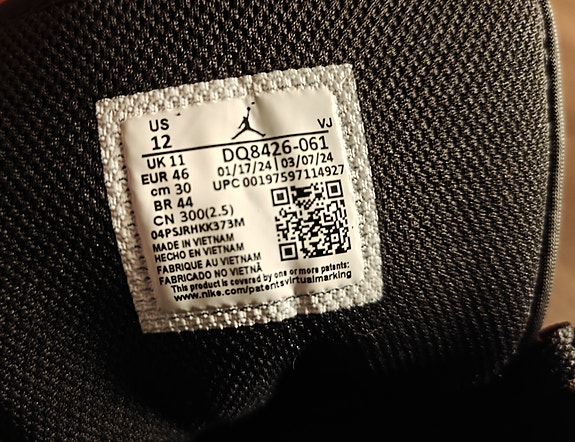 US
12
VJ
UK 11
DQ8426-061
EUR 46
01/17/24 | 03/07/24
cm 30
UPC 00197597114927
BR 44
CN 300(2.5)
04PSJRHKK373M
MADE IN VIETNAM
HECHO EN VIETNAM
FABRIQUE AU VIETNAM
FABRICADO NO VIETNÃ
This product is covered by one or more patents:
www.nike.com/patentsvirtualmarking